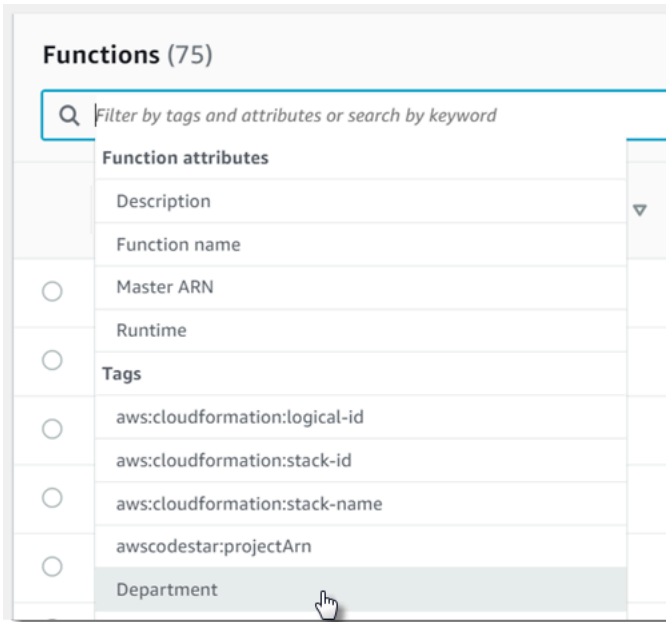 Functions (75)
Filter by tags and attributes or search by keyword
Function attributes
Description
Function name
Master ARN
Runtime
Tags
aws:cloudformation:logical-id
aws:cloudformation:stack-id
aws:cloudformation:stack-name
awscodestar:projectArn
Department